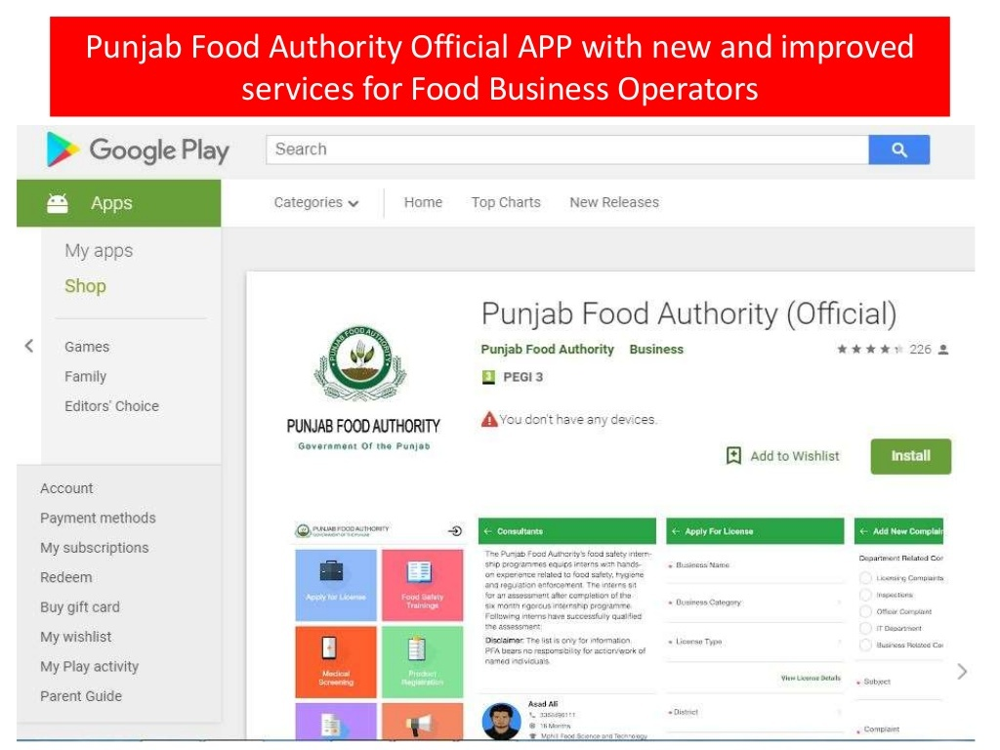 Punjab Food Authority Official APP with new and improved
services for Food Business Operators
Google Play
Search
Apps
Categories
Home
Top Charts
New Releases
My apps
Shop
Games
Family
Editors' Choice
Account
Payment methods
My subscriptions
Redeem
Buy gift card
My wishlist
My Play activity
Parent Guide
PUNJAB FOOD AUTHORITY
PUNJAB FOOD AUTHORITY
Government Of the Punjab
Punjab Food Authority (Official)
Punjab Food Authority Business
226
3 PEGI 3
You don't have any devices.
Add to Wishlist
Install
PUNJAB FOOD AUTHORITY
GOVERNMENT OF THE PUNJAB
Apply for License
Food Safety
Trainings
Medical
Screening
Product
Registration
Consultants
The Punjab Food Authority's food safety intern-
ship programmes equips interns with hands-
on experience related to food safety, hygiene
and regulation enforcement. The interns sit
for an assessment after completion of the
six month rigorous internship programme.
Following interns have successfully qualified
the assessment:
Disclaimer: The list is only for information.
PFA bears no responsibility for action/work of
named individuals.
Asad Ali
16 Months
Mphil Food Science and Technology
Apply For License
* Business Name
* Business Category
* License Type
View License Details
* District
Add New Complain
Department Related Cor
Licensing Complaints
Inspections
Officer Complaint
IT Department
Business Related Co
* Subject
* Complaint